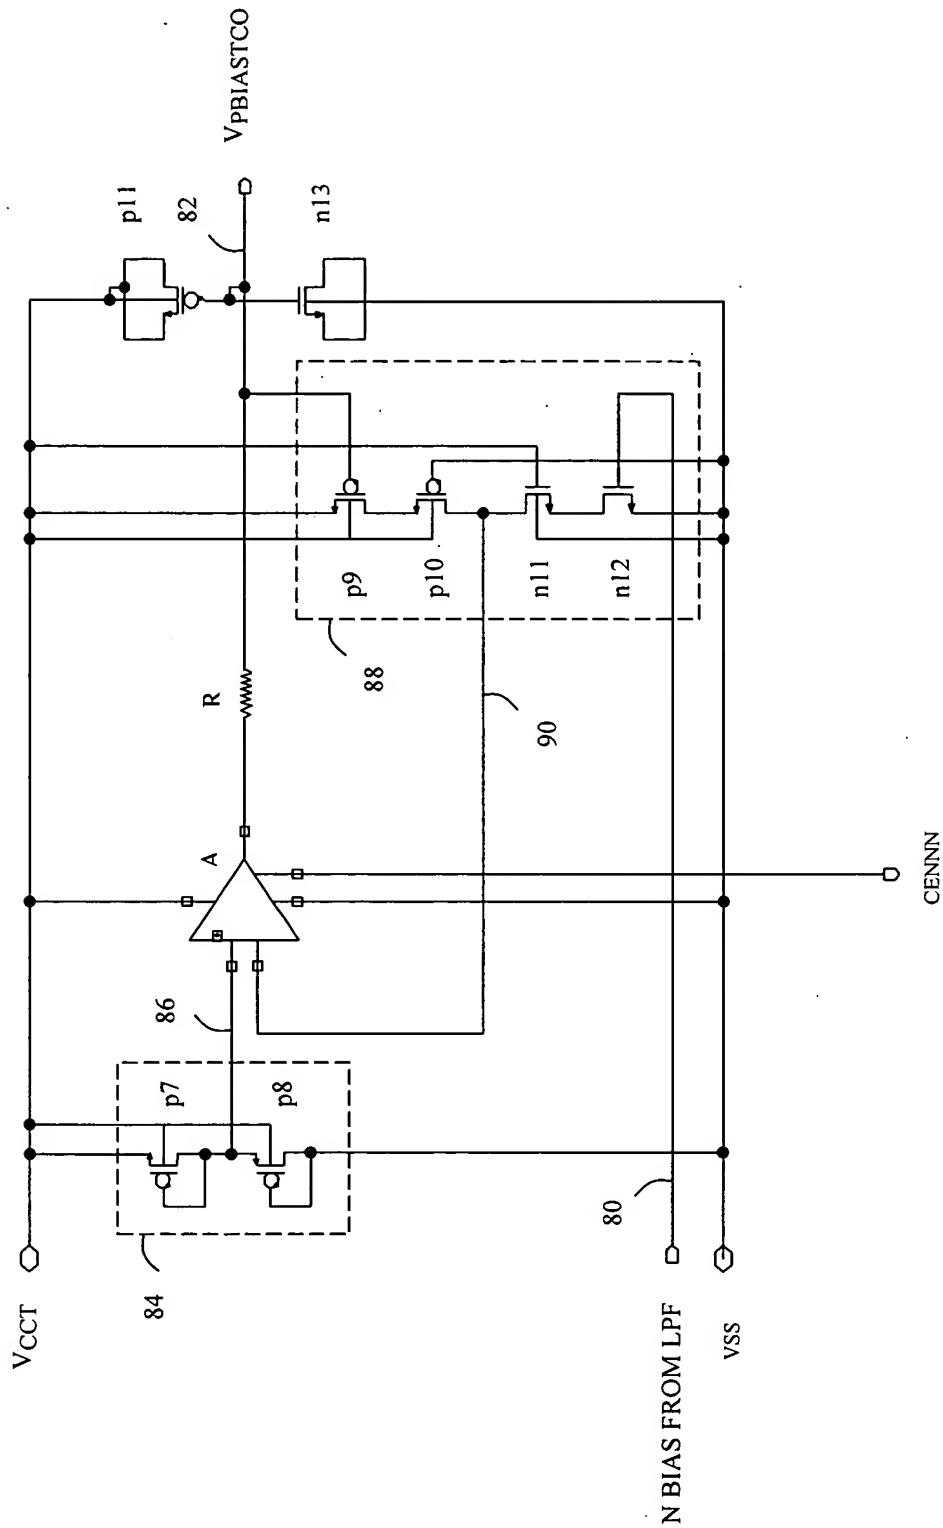 VPBIASTCO
p11
82
n13
p9
p10
n11
n12
88
R
90
A
CENNN
86
p7
p8
84
80
VCCT
N BIAS FROM LPF
VSS